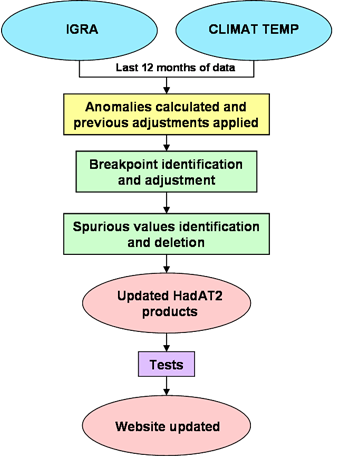 IGRA
CLIMAT TEMP
Last 12 months of data
Anomalies calculated and
previous adjustments applied
Breakpoint identification
and adjustment
Spurious values identification
and deletion
Updated HadAT2
products
Tests
Website updated